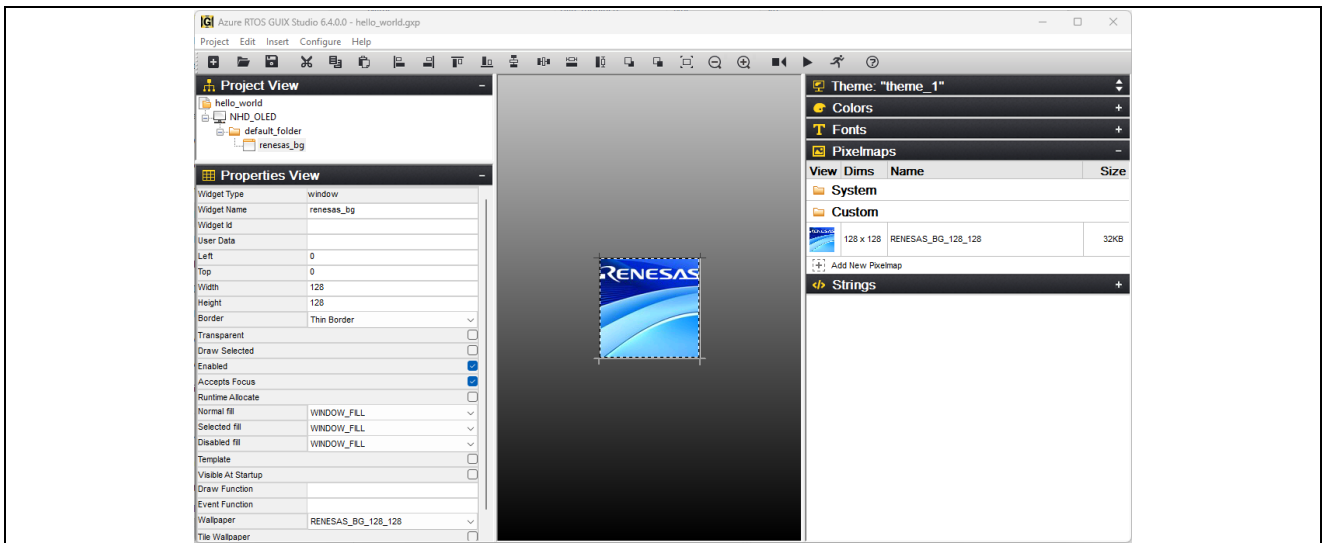 Azure RTOS GUIX Studio 6.4.0.0 - hello_world.gxp
Project Edit Insert Configure Help
Project View
hello_world
NHD_OLED
default_folder
renesas_bg
Properties View
Widget Type window
Widget Name renesas_bg
Widget Id
User Data
Left 0
Top 0
Width 128
Height 128
Border Thin Border
Transparent
Draw Selected
Enabled
Accepts Focus
Runtime Allocate
Normal fill WINDOW_FILL
Selected fill WINDOW_FILL
Disabled fill WINDOW_FILL
Template
Visible At Startup
Draw Function
Event Function
Wallpaper RENESAS_BG_128_128
Tile Wallpaper
RENESAS
Theme: "theme_1"
Colors
Fonts
Pixelmaps
View Dims Name Size
System
Custom
RENESAS
128 x 128 RENESAS_BG_128_128 32KB
Add New Pixelmap
Strings